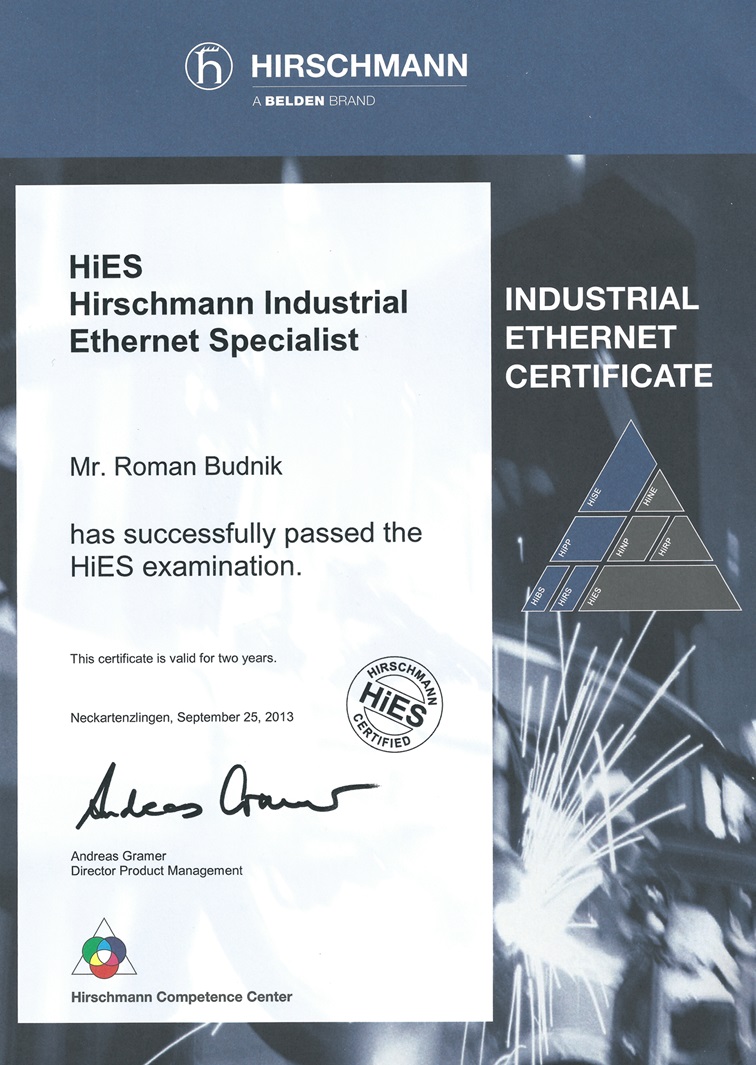 HIRSCHMANN
A BELDEN BRAND
HiES
Hirschmann Industrial
Ethernet Specialist
Mr. Roman Budnik
has successfully passed the
HiES examination.
This certificate is valid for two years.
Neckartenzlingen, September 25, 2013
HIRSCHMANN
HiES
CERTIFIED
Andreas Gramer
Andreas Gramer
Director Product Management
Hirschmann Competence Center
INDUSTRIAL
ETHERNET
CERTIFICATE
HiSE
HiNE
HiPP
HiNP
HiRP
HiBS
HiRS
HiES